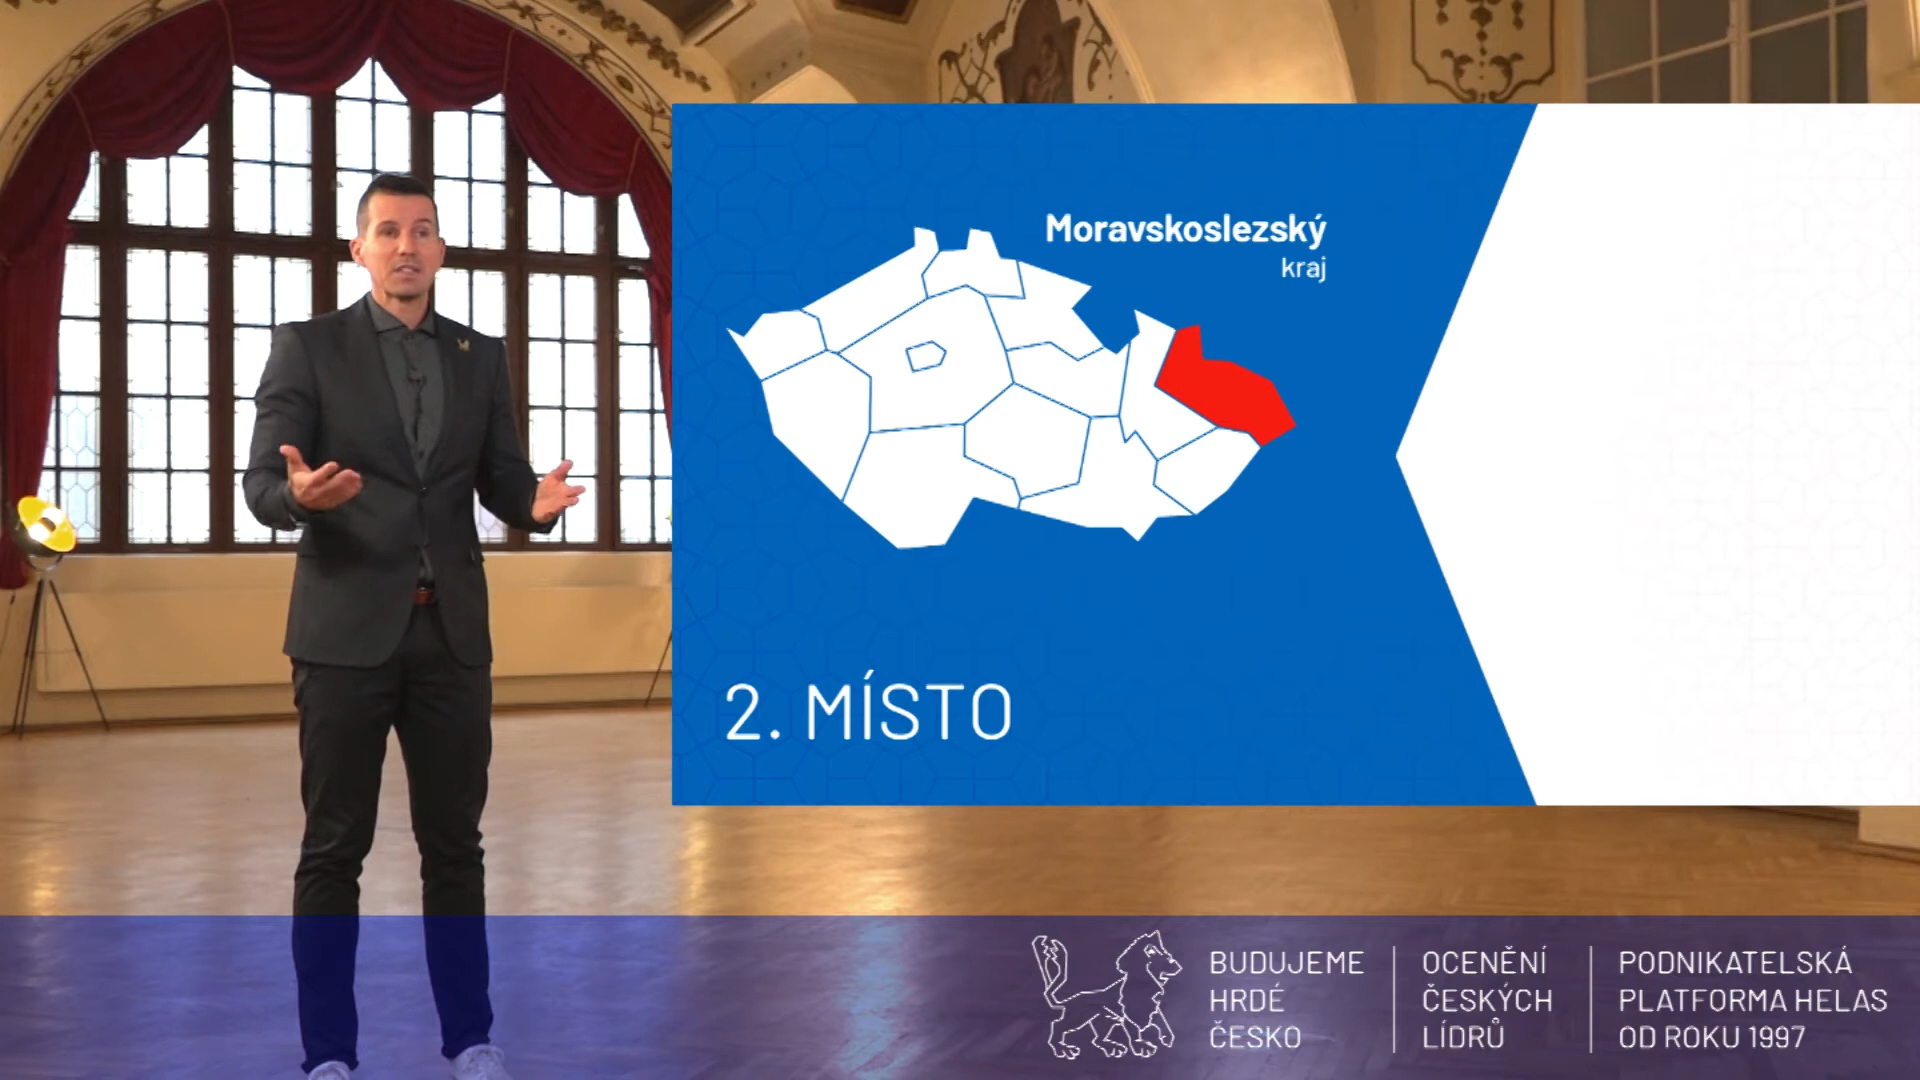 Moravskoslezský
kraj
2. MÍSTO
BUDUJEME
HRDÉ
ČESKO
OCENĚNÍ
ČESKÝCH
LÍDRŮ
PODNIKATELSKÁ
PLATFORMA HELAS
OD ROKU 1997